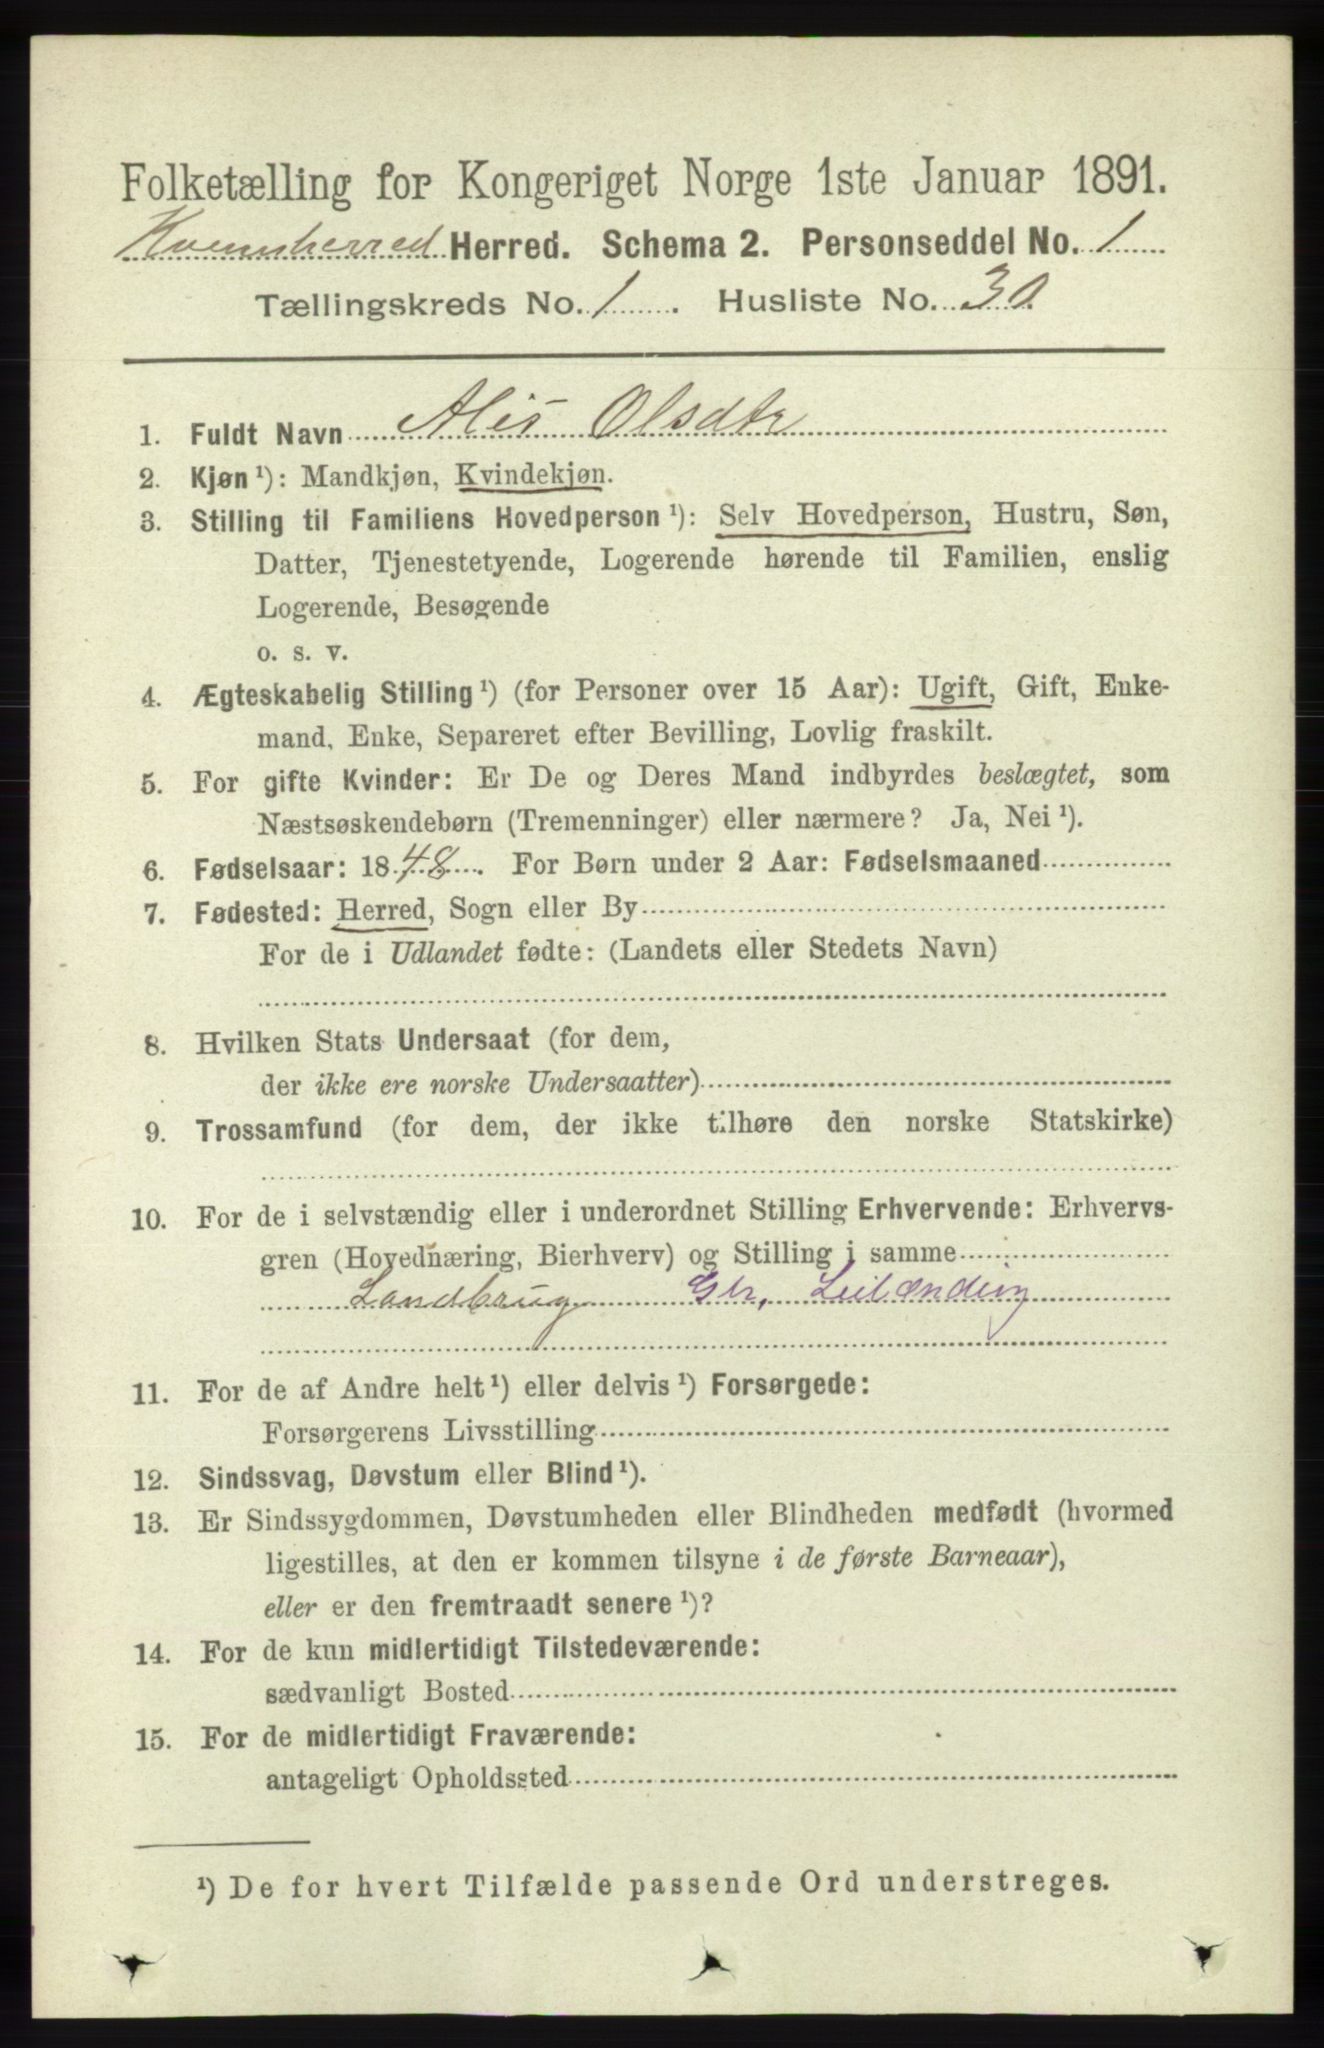 Folketælling for Kongeriget Norge 1ste Januar 1891.
Kvinnherred Herred. Schema 2. Personseddel No. 1
Tællingskreds No. 1. Husliste No. 30
1. Fuldt Navn Alis Olsdtr
2. Kjøn ¹): Mandkjøn, Kvindekjøn.
3. Stilling til Familiens Hovedperson ¹): Selv Hovedperson, Hustru, Søn,
Datter, Tjenestetyende, Logerende hørende til Familien, enslig
Logerende, Besøgende
o. s. v.
4. Ægteskabelig Stilling ¹) (for Personer over 15 Aar): Ugift, Gift, Enke-
mand, Enke, Separeret efter Bevilling, Lovlig fraskilt.
5. For gifte Kvinder: Er De og Deres Mand indbyrdes beslægtet, som
Næstsøskendebørn (Tremenninger) eller nærmere? Ja, Nei ¹).
6. Fødselsaar: 1848. For Børn under 2 Aar: Fødselsmaaned
7. Fødested: Herred, Sogn eller By
For de i Udlandet fødte: (Landets eller Stedets Navn)
8. Hvilken Stats Undersaat (for dem,
der ikke ere norske Undersaatter)
9. Trossamfund (for dem, der ikke tilhøre den norske Statskirke)
10. For de i selvstændig eller i underordnet Stilling Erhvervende: Erhvervs-
gren (Hovednæring, Bierhverv) og Stilling i samme
Landbrug Gbr, Leilænding
11. For de af Andre helt ¹) eller delvis ¹) Forsørgede:
Forsørgerens Livsstilling
12. Sindssvag, Døvstum eller Blind ¹).
13. Er Sindssygdommen, Døvstumheden eller Blindheden medfødt (hvormed
ligestilles, at den er kommen tilsyne i de første Barneaar),
eller er den fremtraadt senere ¹)?
14. For de kun midlertidigt Tilstedeværende:
sædvanligt Bosted
15. For de midlertidigt Fraværende:
antageligt Opholdssted
¹) De for hvert Tilfælde passende Ord understreges.